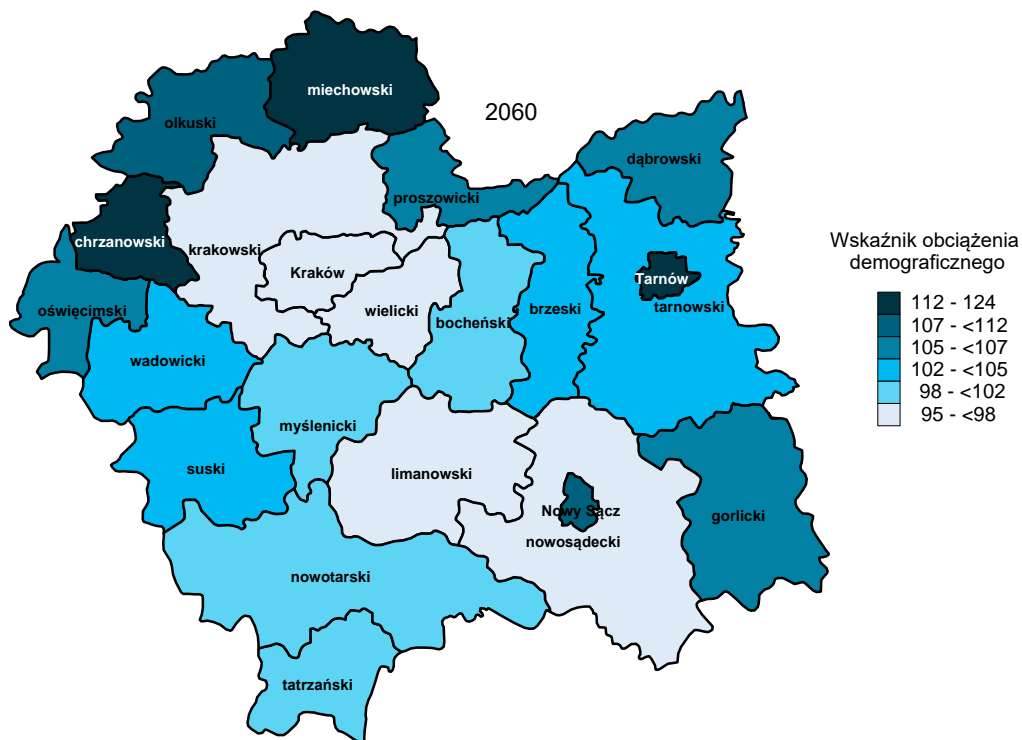 2060
miechowski
olkuski
dąbrowski
proszowicki
chrzanowski
krakowski
Kraków
Tarnów
oświęcimski
wielicki
bocheński
brzeski
tarnowski
wadowicki
myślenicki
suski
limanowski
Nowy Sącz
gorlicki
nowosądecki
nowotarski
tatrzański
Wskaźnik obciążenia
demograficznego
112 - 124
107 - <112
105 - <107
102 - <105
98 - <102
95 - <98